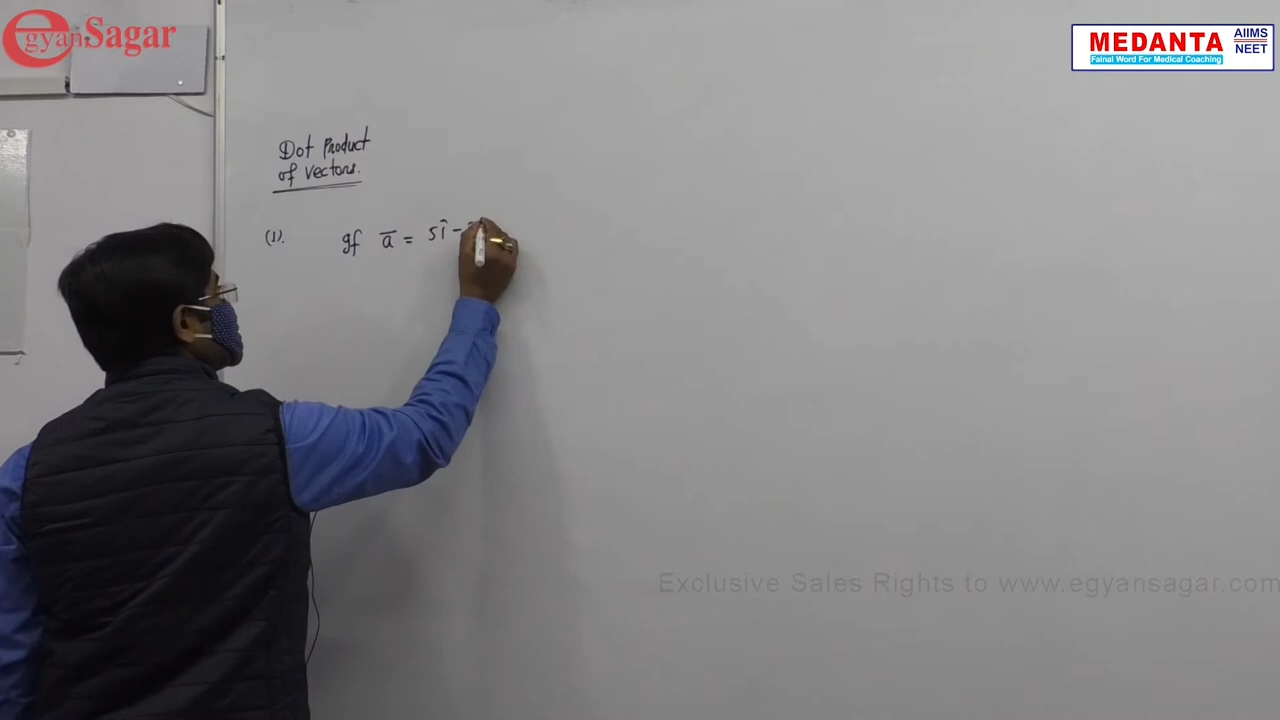 egyanSagar
MEDANTA
Fainal Word For Medical Coaching
AIIMS
NEET
Dot Product
of vectors.
(1). If a̅ = 5î -
Exclusive Sales Rights to www.egyansagar.com